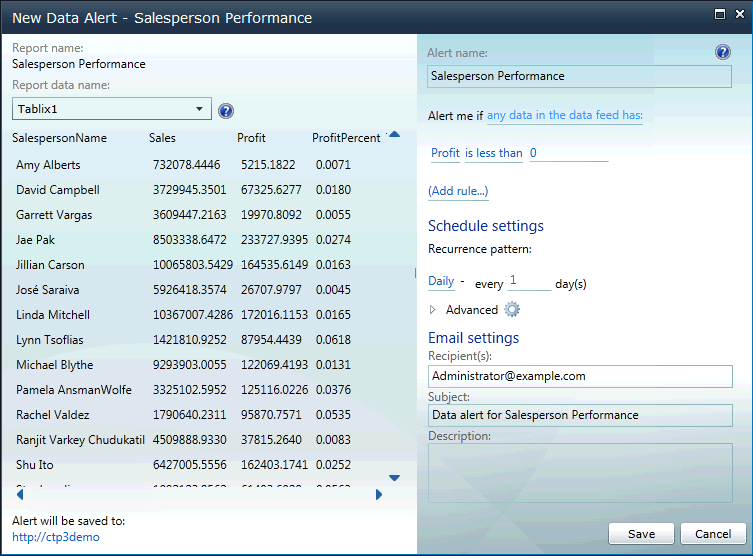 New Data Alert - Salesperson Performance
Report name:
Salesperson Performance
Report data name:
Tablix1
SalespersonName Sales Profit ProfitPercent
Amy Alberts 732078.4446 5215.1822 0.0071
David Campbell 3729945.3501 67325.6277 0.0180
Garrett Vargas 3609447.2163 19970.8092 0.0055
Jae Pak 8503338.6472 233727.9395 0.0274
Jillian Carson 10065803.5429 164535.6149 0.0163
José Saraiva 5926418.3574 26707.9797 0.0045
Linda Mitchell 10367007.4286 172016.1153 0.0165
Lynn Tsoflias 1421810.9252 87954.4439 0.0618
Michael Blythe 9293903.0055 122069.4193 0.0131
Pamela AnsmanWolfe 3325102.5952 125116.0226 0.0376
Rachel Valdez 1790640.2311 95870.7571 0.0535
Ranjit Varkey Chudukatil 4509888.9330 37815.2640 0.0083
Shu Ito 6427005.5556 162403.1741 0.0252
Alert will be saved to:
http://ctp3demo
Alert name:
Salesperson Performance
Alert me if any data in the data feed has:
Profit is less than 0
(Add rule...)
Schedule settings
Recurrence pattern:
Daily - every 1 day(s)
Advanced
Email settings
Recipient(s):
Administrator@example.com
Subject:
Data alert for Salesperson Performance
Description:
Save Cancel